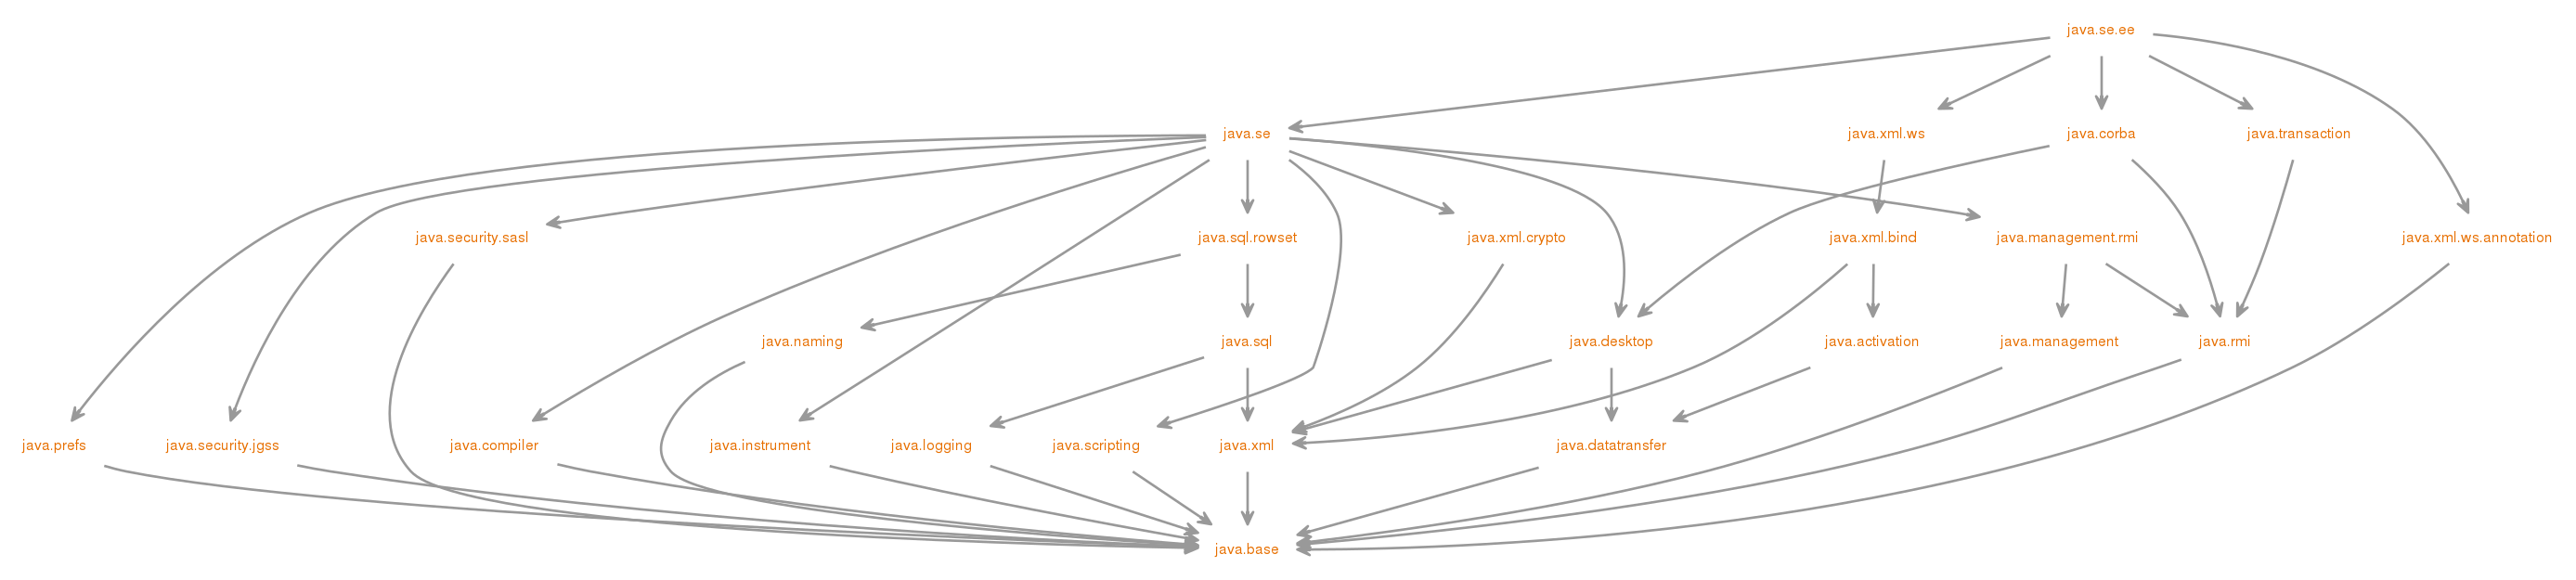 java.se.ee
java.se
java.xml.ws
java.corba
java.transaction
java.security.sasl
java.sql.rowset
java.xml.crypto
java.xml.bind
java.management.rmi
java.xml.ws.annotation
java.naming
java.sql
java.desktop
java.activation
java.management
java.rmi
java.prefs
java.security.jgss
java.compiler
java.instrument
java.logging
java.scripting
java.xml
java.datatransfer
java.base